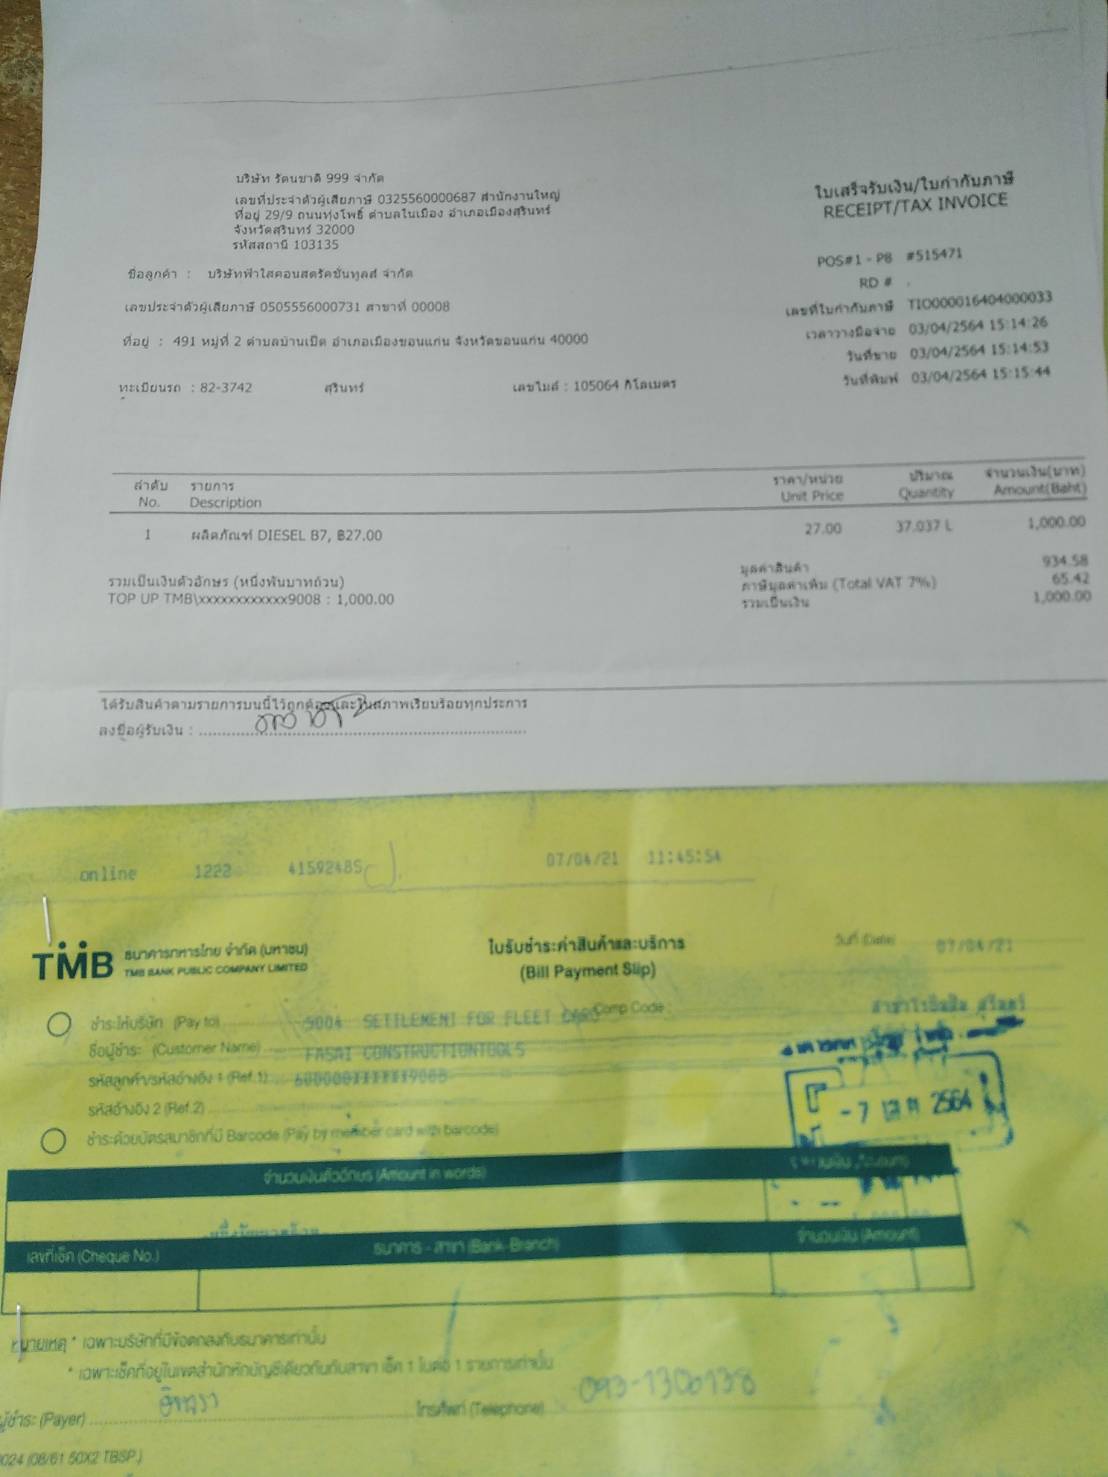 บริษัท รัตนชาติ 999 จำกัด
เลขที่ประจำตัวผู้เสียภาษี 0325560000687 สำนักงานใหญ่
ที่อยู่ 29/9 ถนนทุ่งโพธิ์ ตำบลในเมือง อำเภอเมืองสุรินทร์
จังหวัดสุรินทร์ 32000
รหัสสถานี 103135
ใบเสร็จรับเงิน/ใบกำกับภาษี
RECEIPT/TAX INVOICE
POS#1 - P8 #515471
RD # .
เลขที่ใบกำกับภาษี TIO000016404000033
เวลาวางมือจ่าย 03/04/2564 15:14:26
วันที่ขาย 03/04/2564 15:14:53
วันที่พิมพ์ 03/04/2564 15:15:44
ชื่อลูกค้า : บริษัทฟ้าใสคอนสตรัคชั่นทูลส์ จำกัด
เลขประจำตัวผู้เสียภาษี 0505556000731 สาขาที่ 00008
ที่อยู่ : 491 หมู่ที่ 2 ตำบลบ้านเป็ด อำเภอเมืองขอนแก่น จังหวัดขอนแก่น 40000
ทะเบียนรถ : 82-3742 สุรินทร์ เลขไมล์ : 105064 กิโลเมตร
ลำดับ รายการ ราคา/หน่วย ปริมาณ จำนวนเงิน(บาท)
No. Description Unit Price Quantity Amount(Baht)
1 ผลิตภัณฑ์ DIESEL B7, ฿27.00 27.00 37.037 L 1,000.00
มูลค่าสินค้า 934.58
รวมเป็นเงินตัวอักษร (หนึ่งพันบาทถ้วน) ภาษีมูลค่าเพิ่ม (Total VAT 7%) 65.42
TOP UP TMB\xxxxxxxxxxxx9008 : 1,000.00 รวมเป็นเงิน 1,000.00
ได้รับสินค้าตามรายการบนนี้ไว้ถูกต้องและในสภาพเรียบร้อยทุกประการ
ลงชื่อผู้รับเงิน :
online 1222 41592485 07/04/21 11:45:54
TMB ธนาคารทหารไทย จำกัด (มหาชน)
TMB BANK PUBLIC COMPANY LIMITED
ใบรับชำระค่าสินค้าและบริการ
(Bill Payment Slip)
วันที่ (Date) 07/04/21
ชำระให้บริษัท (Pay to) 9004 SETTLEMENT FOR FLEET CARD Comp Code :
ชื่อผู้ชำระ (Customer Name) FASAI CONSTRUCTIONTOOLS
รหัสลูกค้า/รหัสอ้างอิง 1 (Ref.1)
รหัสอ้างอิง 2 (Ref.2)
- 7 เม.ย. 2564
ชำระด้วยบัตรสมาชิกที่มี Barcode (Pay by member card with barcode)
จำนวนเงินตัวอักษร (Amount in words) จำนวนเงิน (Amount)
หนึ่งพันบาทถ้วน
เลขที่เช็ค (Cheque No.) ธนาคาร - สาขา (Bank-Branch) จำนวนเงิน (Amount)
หมายเหตุ * เฉพาะบริษัทที่มีข้อตกลงกับธนาคารเท่านั้น
* เฉพาะเช็คที่อยู่ในเขตสำนักหักบัญชีเดียวกันกับสาขา เช็ค 1 ใบต่อ 1 รายการเท่านั้น
ผู้ชำระ (Payer) โทรศัพท์ (Telephone) 093-1306138
024 (08/61 50X2 TBSP.)